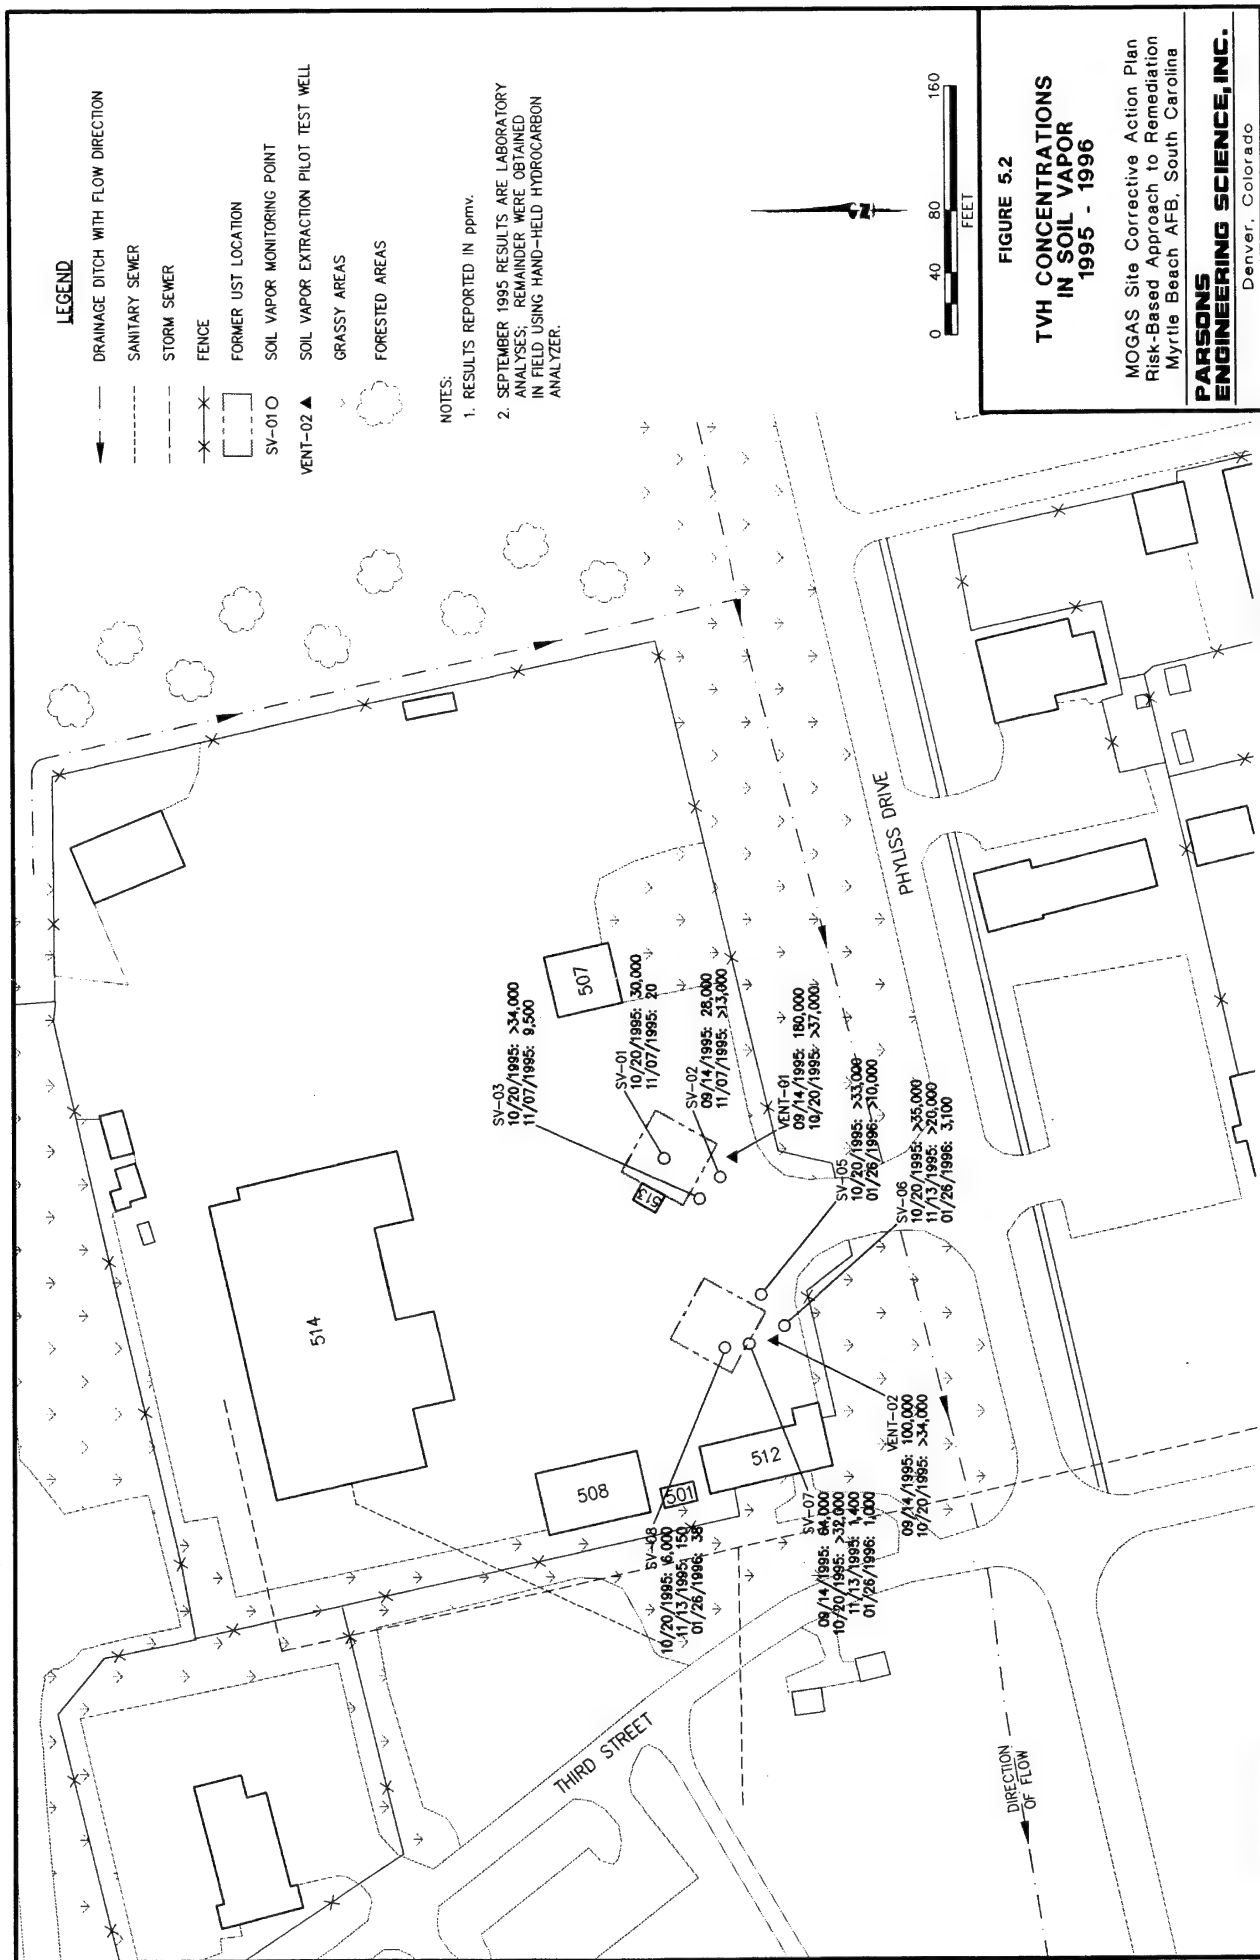 LEGEND
DRAINAGE DITCH WITH FLOW DIRECTION
SANITARY SEWER
STORM SEWER
FENCE
FORMER UST LOCATION
SV-01 SOIL VAPOR MONITORING POINT
VENT-02 SOIL VAPOR EXTRACTION PILOT TEST WELL
GRASSY AREAS
FORESTED AREAS
NOTES:
1. RESULTS REPORTED IN ppmv.
2. SEPTEMBER 1995 RESULTS ARE LABORATORY
ANALYSES; REMAINDER WERE OBTAINED
IN FIELD USING HAND-HELD HYDROCARBON
ANALYZER.
514
507
508
501
512
513
SV-03
10/20/1995: >34,000
11/07/1995: 9,500
SV-01
10/20/1995: 30,000
11/07/1995: 20
SV-02
09/14/1995: 28,000
11/07/1995: >13,000
VENT-01
09/14/1995: 180,000
10/20/1995: >37,000
SV-05
10/20/1995: >33,000
01/26/1996: >10,000
SV-06
10/20/1995: >35,000
11/13/1995: >20,000
01/26/1996: 3,100
SV-08
10/20/1995: 6,000
11/13/1995: 150
01/26/1996: 38
SV-07
09/14/1995: 64,000
10/20/1995: >32,000
11/13/1995: 1,400
01/26/1996: 1,000
VENT-02
09/14/1995: 100,000
10/20/1995: >34,000
THIRD STREET
PHYLISS DRIVE
DIRECTION
OF FLOW
N
0 40 80 160
FEET
FIGURE 5.2
TVH CONCENTRATIONS
IN SOIL VAPOR
1995 - 1996
MOGAS Site Corrective Action Plan
Risk-Based Approach to Remediation
Myrtle Beach AFB, South Carolina
PARSONS
ENGINEERING SCIENCE, INC.
Denver, Colorado